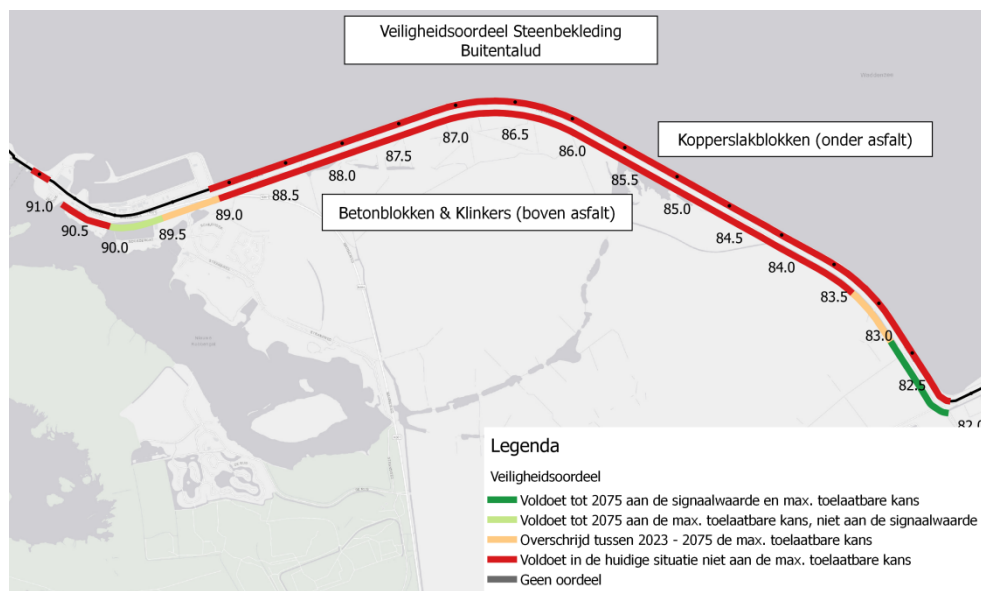 Veiligheidsoordeel Steenbekleding
Buitentalud
Kopperslakblokken (onder asfalt)
Betonblokken & Klinkers (boven asfalt)
91.0
90.5
90.0
89.5
89.0
88.5
88.0
87.5
87.0
86.5
86.0
85.5
85.0
84.5
84.0
83.5
83.0
82.5
82.0
Legenda
Veiligheidsoordeel
Voldoet tot 2075 aan de signaalwaarde en max. toelaatbare kans
Voldoet tot 2075 aan de max. toelaatbare kans, niet aan de signaalwaarde
Overschrijd tussen 2023 - 2075 de max. toelaatbare kans
Voldoet in de huidige situatie niet aan de max. toelaatbare kans
Geen oordeel